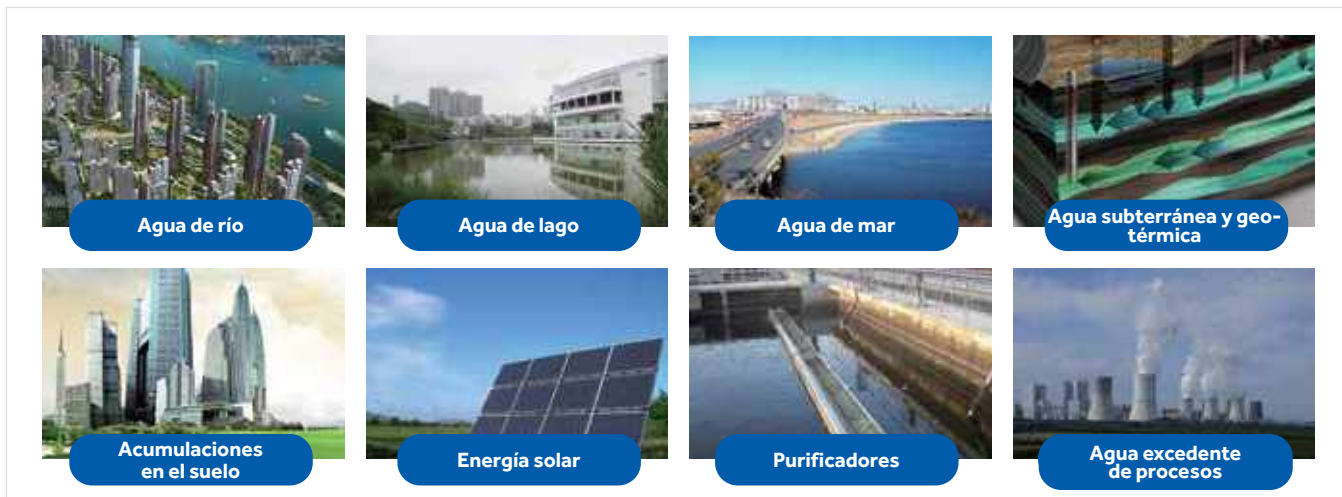 Agua de río
Agua de lago
Agua de mar
Agua subterránea y geo-
térmica
Acumulaciones
en el suelo
Energía solar
Purificadores
Agua excedente
de procesos